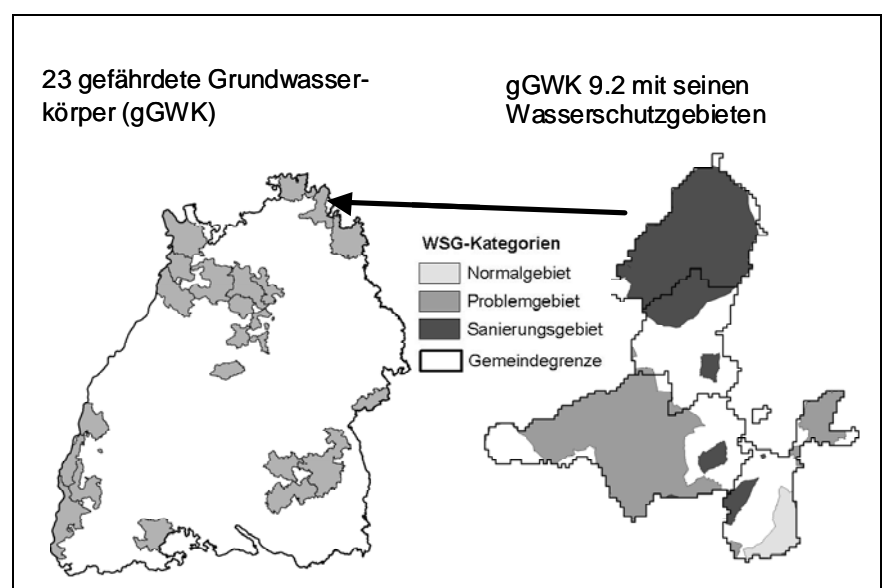 23 gefährdete Grundwasser-
körper (gGWK)
gGWK 9.2 mit seinen
Wasserschutzgebieten
WSG-Kategorien
Normalgebiet
Problemgebiet
Sanierungsgebiet
Gemeindegrenze